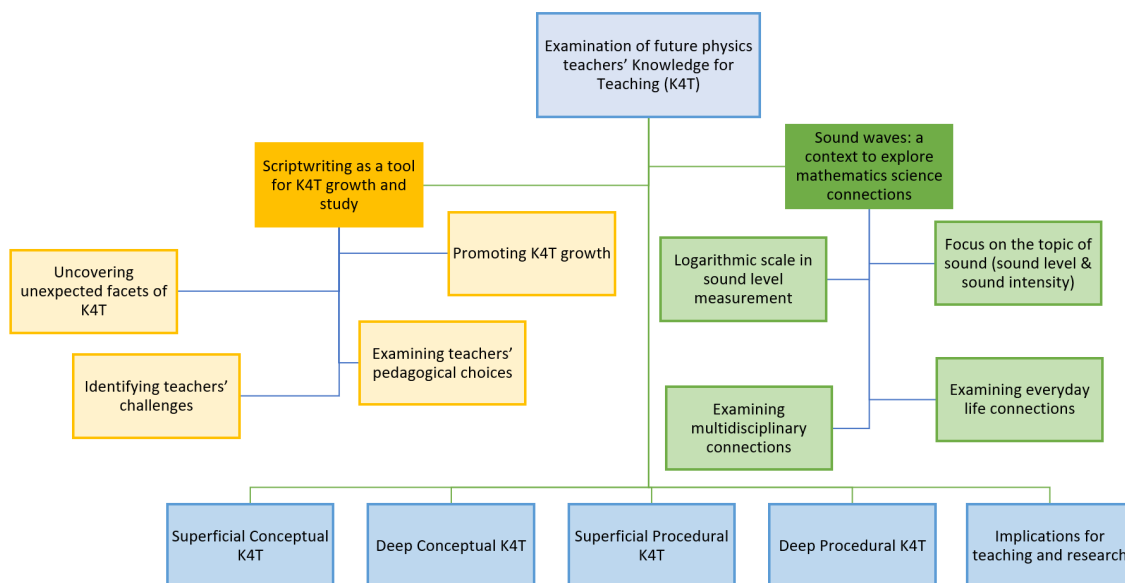 Examination of future physics
teachers’ Knowledge for
Teaching (K4T)
Scriptwriting as a tool
for K4T growth and
study
Sound waves: a
context to explore
mathematics science
connections
Uncovering
unexpected facets of
K4T
Promoting K4T growth
Identifying teachers’
challenges
Examining teachers’
pedagogical choices
Logarithmic scale in
sound level
measurement
Focus on the topic of
sound (sound level &
sound intensity)
Examining
multidisciplinary
connections
Examining everyday
life connections
Superficial Conceptual
K4T
Deep Conceptual K4T
Superficial Procedural
K4T
Deep Procedural K4T
Implications for
teaching and research